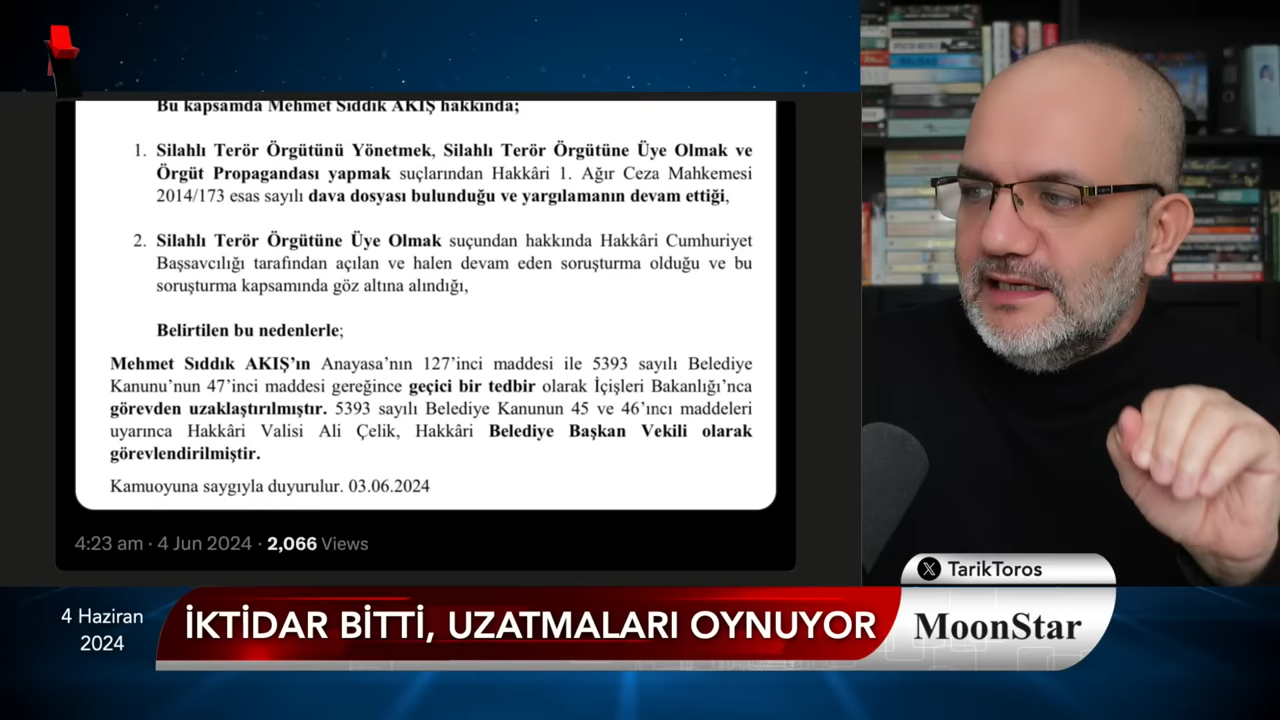 Bu kapsamda Mehmet Sıddık AKIŞ hakkında;
1. Silahlı Terör Örgütünü Yönetmek, Silahlı Terör Örgütüne Üye Olmak ve
Örgüt Propagandası yapmak suçlarından Hakkâri 1. Ağır Ceza Mahkemesi
2014/173 esas sayılı dava dosyası bulunduğu ve yargılamanın devam ettiği,
2. Silahlı Terör Örgütüne Üye Olmak suçundan hakkında Hakkâri Cumhuriyet
Başsavcılığı tarafından açılan ve halen devam eden soruşturma olduğu ve bu
soruşturma kapsamında göz altına alındığı,
Belirtilen bu nedenlerle;
Mehmet Sıddık AKIŞ’ın Anayasa’nın 127’inci maddesi ile 5393 sayılı Belediye
Kanunu’nun 47’inci maddesi gereğince geçici bir tedbir olarak İçişleri Bakanlığı’nca
görevden uzaklaştırılmıştır. 5393 sayılı Belediye Kanunun 45 ve 46’ıncı maddeleri
uyarınca Hakkâri Valisi Ali Çelik, Hakkâri Belediye Başkan Vekili olarak
görevlendirilmiştir.
Kamuoyuna saygıyla duyurulur. 03.06.2024
4:23 am · 4 Jun 2024 · 2,066 Views
X TarikToros
4 Haziran
2024
İKTİDAR BİTTİ, UZATMALARI OYNUYOR
MoonStar